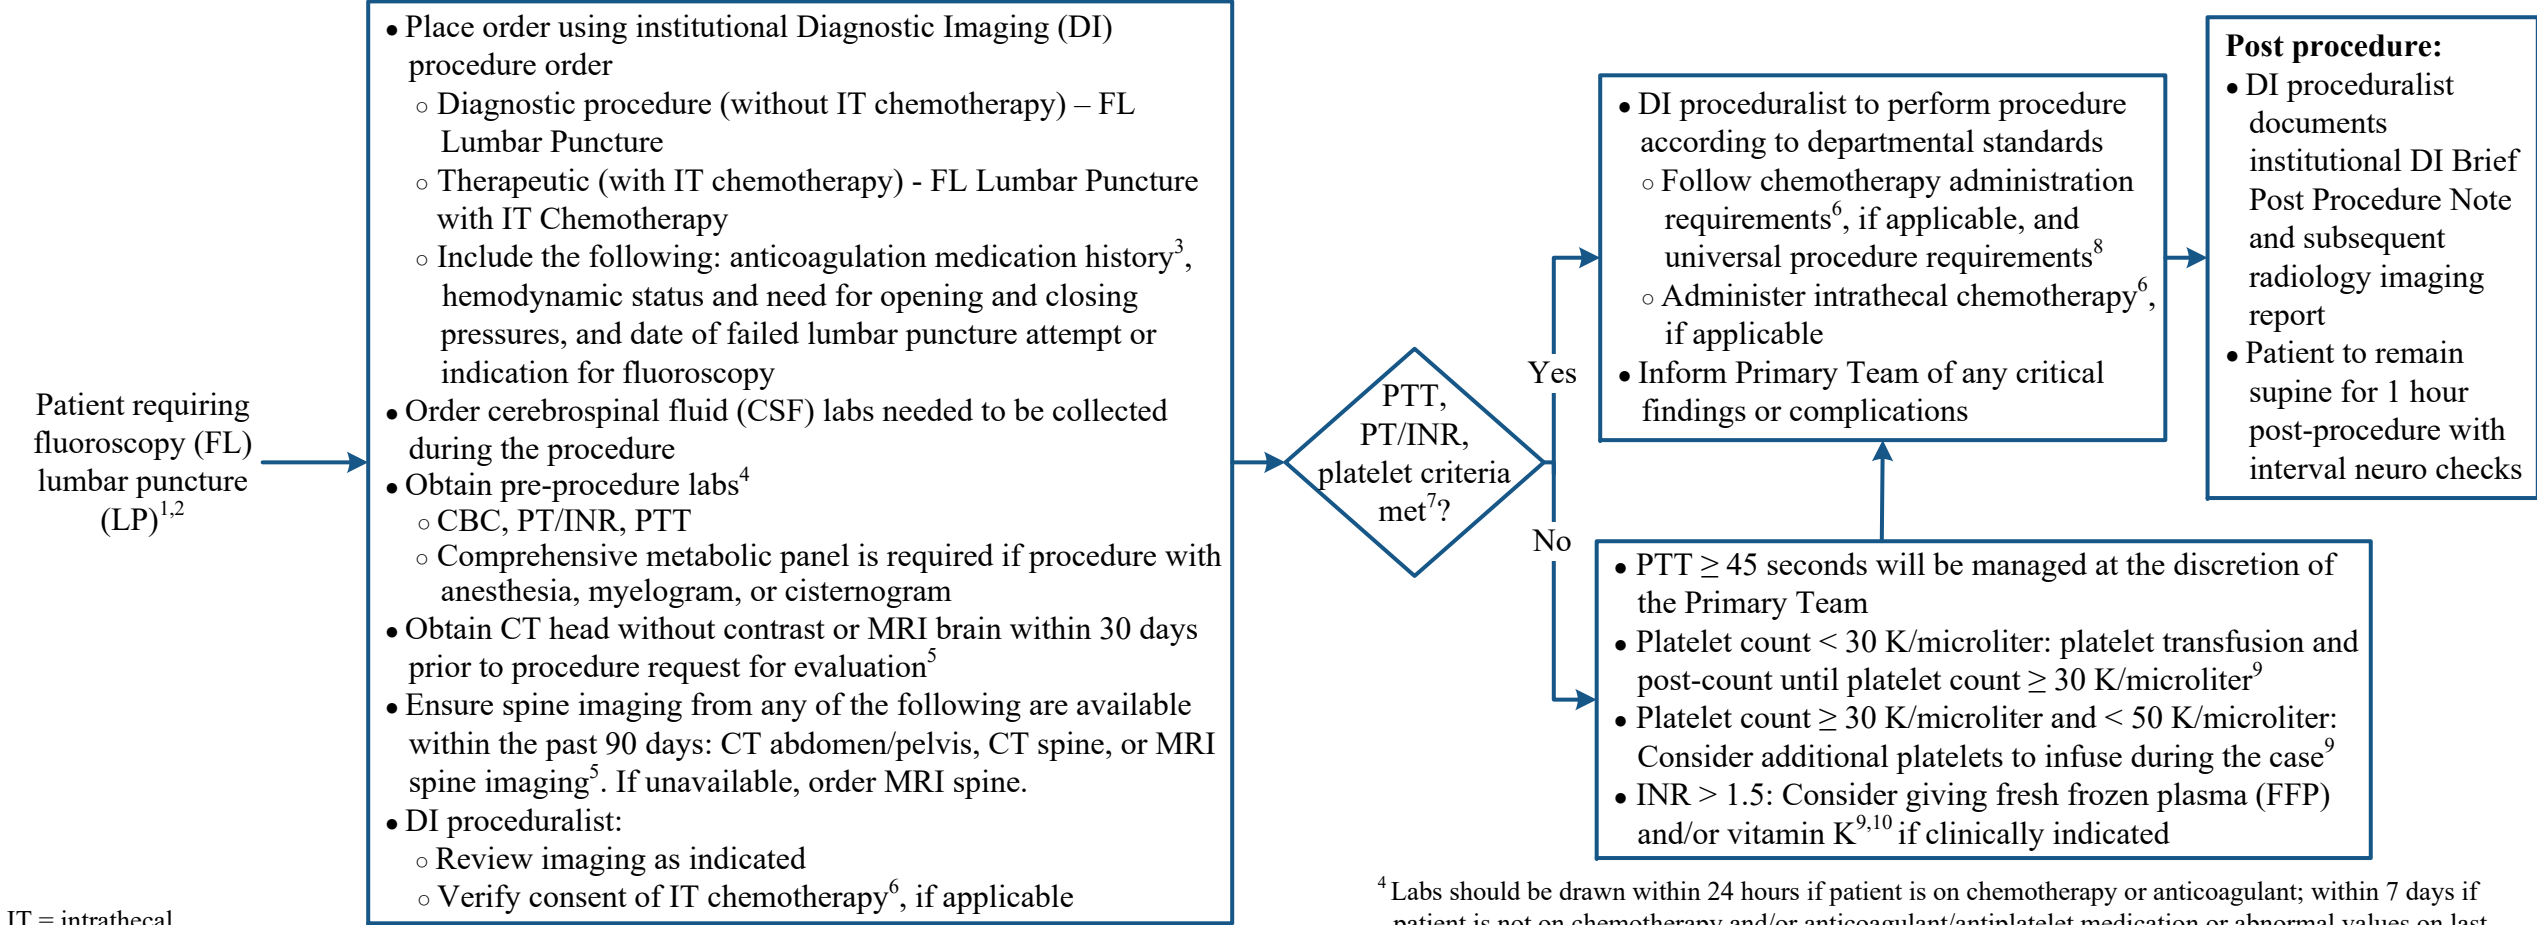 Patient requiring
fluoroscopy (FL)
lumbar puncture
(LP)1,2
• Place order using institutional Diagnostic Imaging (DI)
procedure order
○ Diagnostic procedure (without IT chemotherapy) – FL
Lumbar Puncture
○ Therapeutic (with IT chemotherapy) - FL Lumbar Puncture
with IT Chemotherapy
○ Include the following: anticoagulation medication history3,
hemodynamic status and need for opening and closing
pressures, and date of failed lumbar puncture attempt or
indication for fluoroscopy
• Order cerebrospinal fluid (CSF) labs needed to be collected
during the procedure
• Obtain pre-procedure labs4
○ CBC, PT/INR, PTT
○ Comprehensive metabolic panel is required if procedure with
anesthesia, myelogram, or cisternogram
• Obtain CT head without contrast or MRI brain within 30 days
prior to procedure request for evaluation5
• Ensure spine imaging from any of the following are available
within the past 90 days: CT abdomen/pelvis, CT spine, or MRI
spine imaging5. If unavailable, order MRI spine.
• DI proceduralist:
○ Review imaging as indicated
○ Verify consent of IT chemotherapy6, if applicable
PTT,
PT/INR,
platelet criteria
met7?
Yes
No
• DI proceduralist to perform procedure
according to departmental standards
○ Follow chemotherapy administration
requirements6, if applicable, and
universal procedure requirements8
○ Administer intrathecal chemotherapy6,
if applicable
• Inform Primary Team of any critical
findings or complications
• PTT ≥ 45 seconds will be managed at the discretion of
the Primary Team
• Platelet count < 30 K/microliter: platelet transfusion and
post-count until platelet count ≥ 30 K/microliter9
• Platelet count ≥ 30 K/microliter and < 50 K/microliter:
Consider additional platelets to infuse during the case9
• INR > 1.5: Consider giving fresh frozen plasma (FFP)
and/or vitamin K9,10 if clinically indicated
Post procedure:
• DI proceduralist
documents
institutional DI Brief
Post Procedure Note
and subsequent
radiology imaging
report
• Patient to remain
supine for 1 hour
post-procedure with
interval neuro checks
IT = intrathecal
4 Labs should be drawn within 24 hours if patient is on chemotherapy or anticoagulant; within 7 days if
patient is not on chemotherapy and/or anticoagulant/antiplatelet medication or abnormal values on last